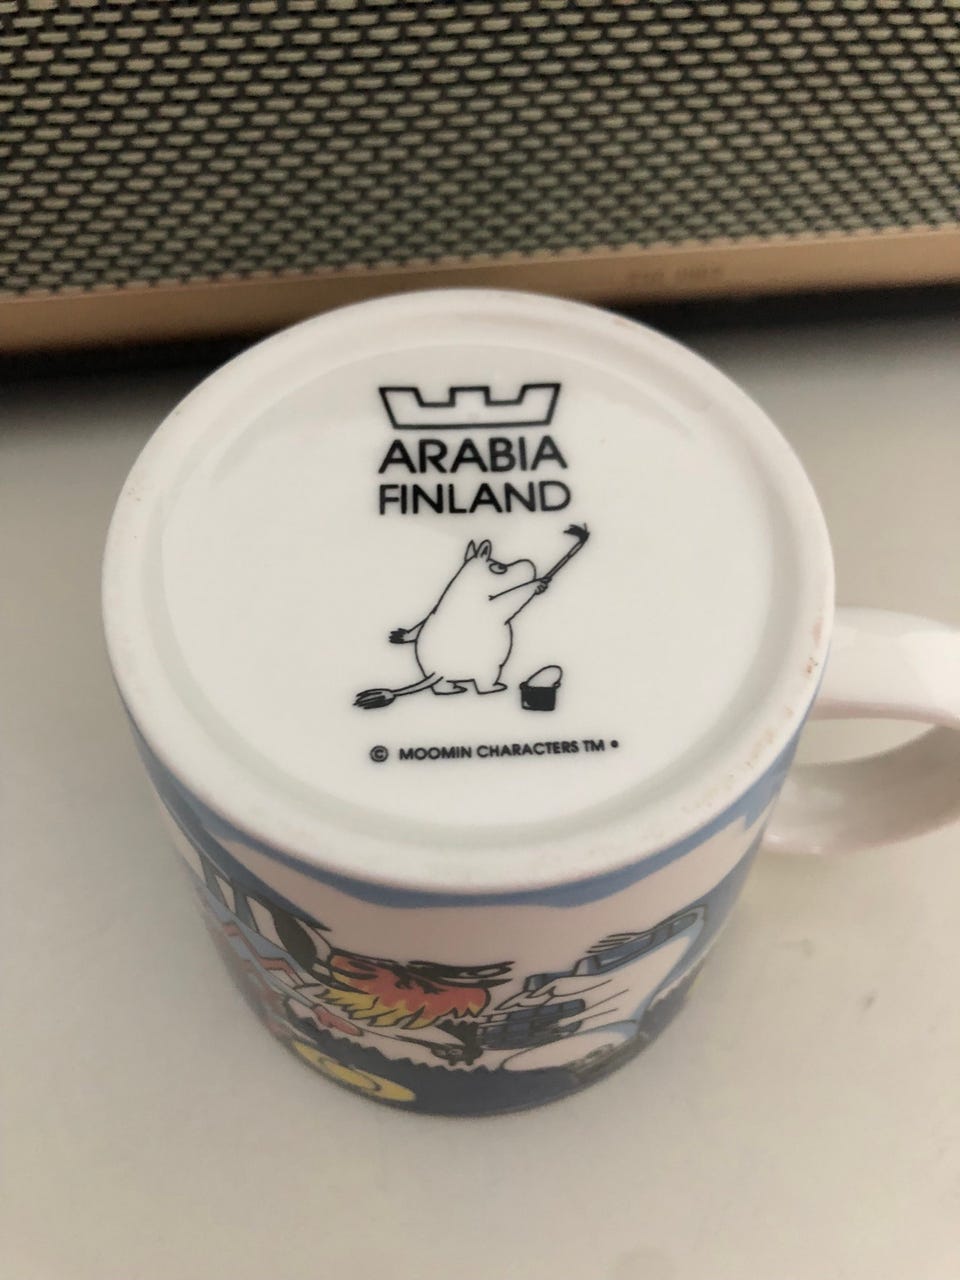 ARABIA
FINLAND
© MOOMIN CHARACTERS TM •